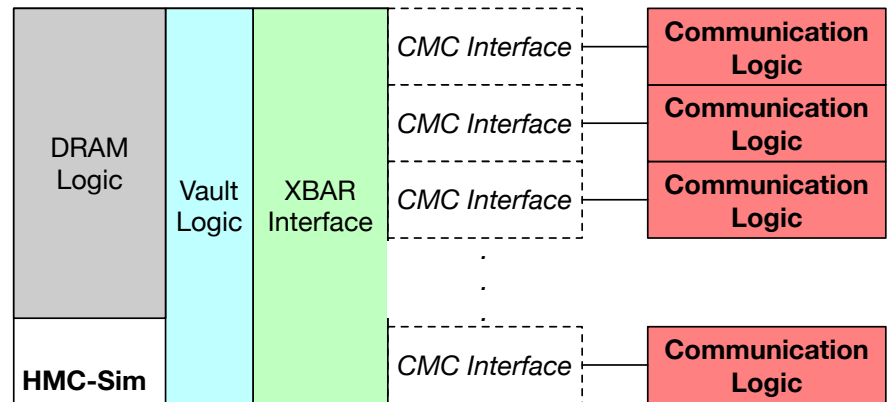 DRAM
Logic
HMC-Sim
Vault
Logic
XBAR
Interface
CMC Interface
CMC Interface
CMC Interface
.
.
.
CMC Interface
Communication
Logic
Communication
Logic
Communication
Logic
Communication
Logic